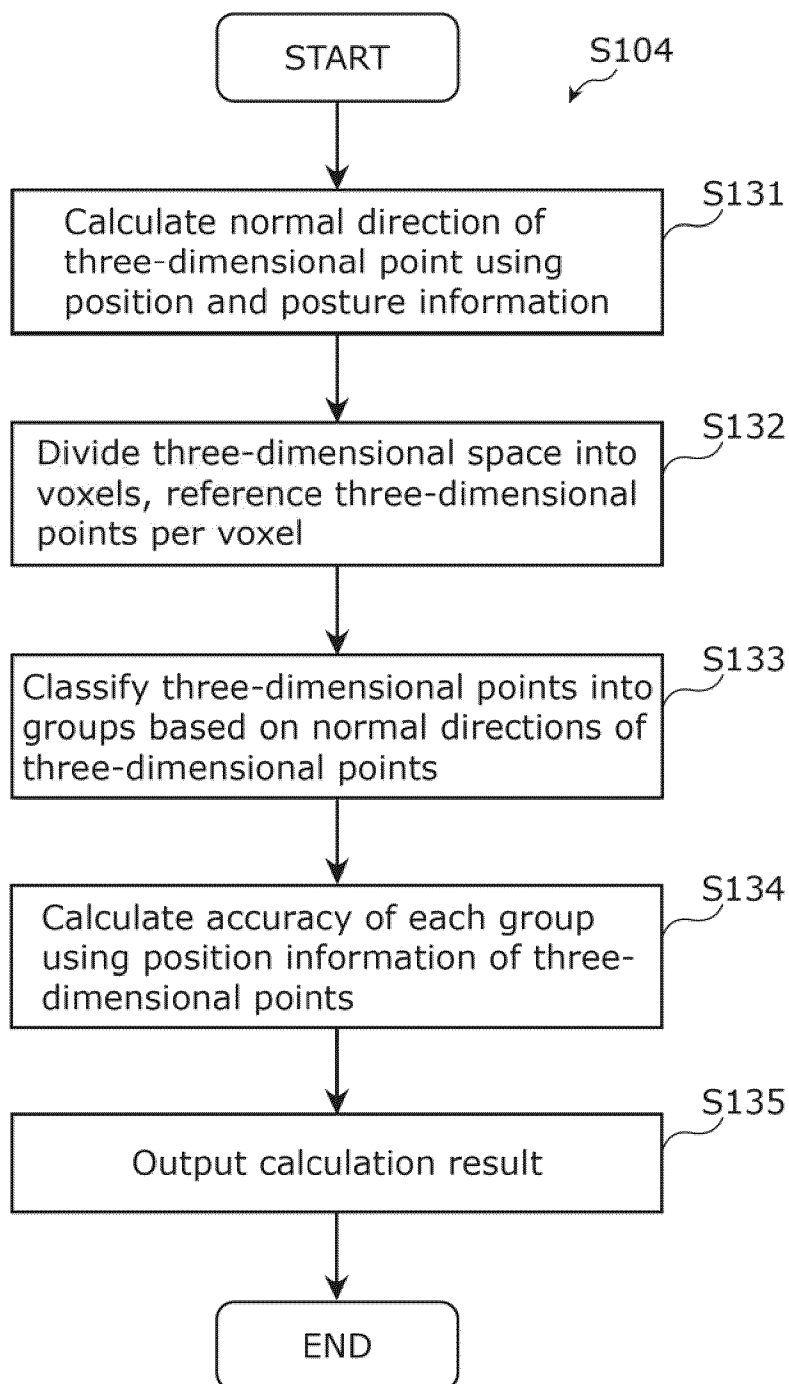 START
S104
S131
Calculate normal direction of
three-dimensional point using
position and posture information
S132
Divide three-dimensional space into
voxels, reference three-dimensional
points per voxel
S133
Classify three-dimensional points into
groups based on normal directions of
three-dimensional points
S134
Calculate accuracy of each group
using position information of three-
dimensional points
S135
Output calculation result
END